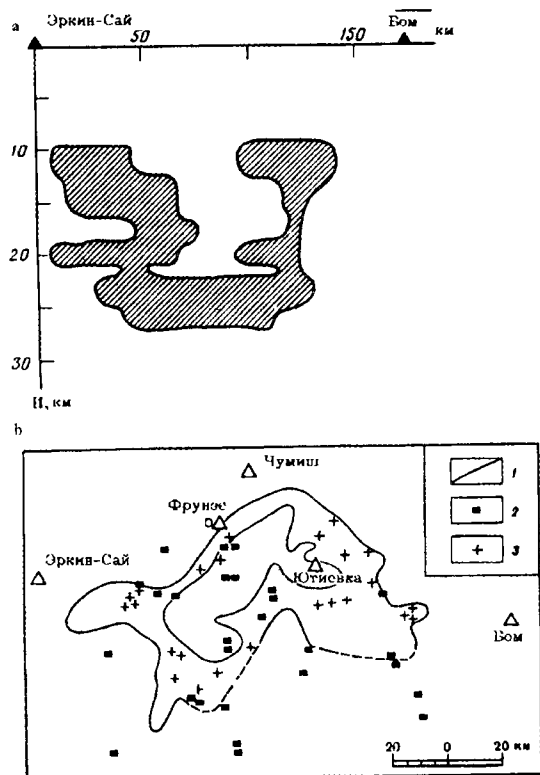 а
Эркин-Сай
Бом
км
50
150
10
20
30
Н, км
b
Чумиш
Фрунзе
Эркин-Сай
Ютиевка
Бом
1
2
3
20 0 20 км